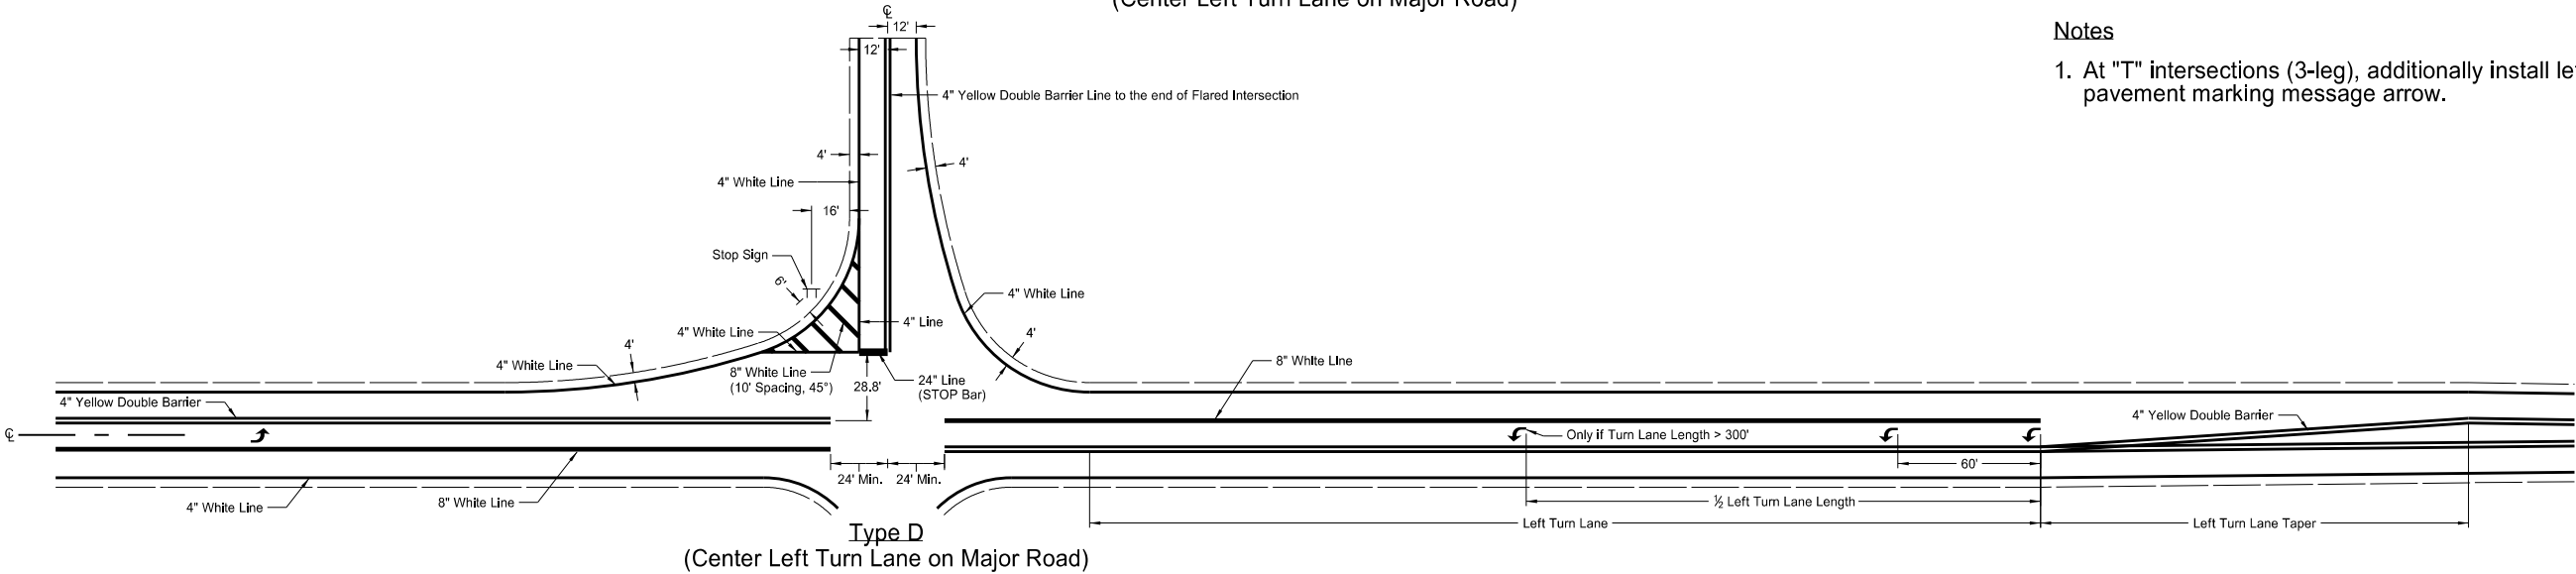 (Center Left Turn Lane on Major Road)
℄
12'
12'
Notes
1. At "T" intersections (3-leg), additionally install
pavement marking message arrow.
4" Yellow Double Barrier Line to the end of Flared Intersection
4'
4'
4" White Line
16'
Stop Sign
6'
4" White Line
4" Line
4" White Line
4'
4'
4" White Line
8" White Line
(10' Spacing, 45°)
28.8'
24" Line
(STOP Bar)
8" White Line
4" Yellow Double Barrier
4" Yellow Double Barrier
℄
Only if Turn Lane Length > 300'
60'
24' Min.
24' Min.
4" White Line
8" White Line
½ Left Turn Lane Length
Left Turn Lane
Left Turn Lane Taper
Type D
(Center Left Turn Lane on Major Road)